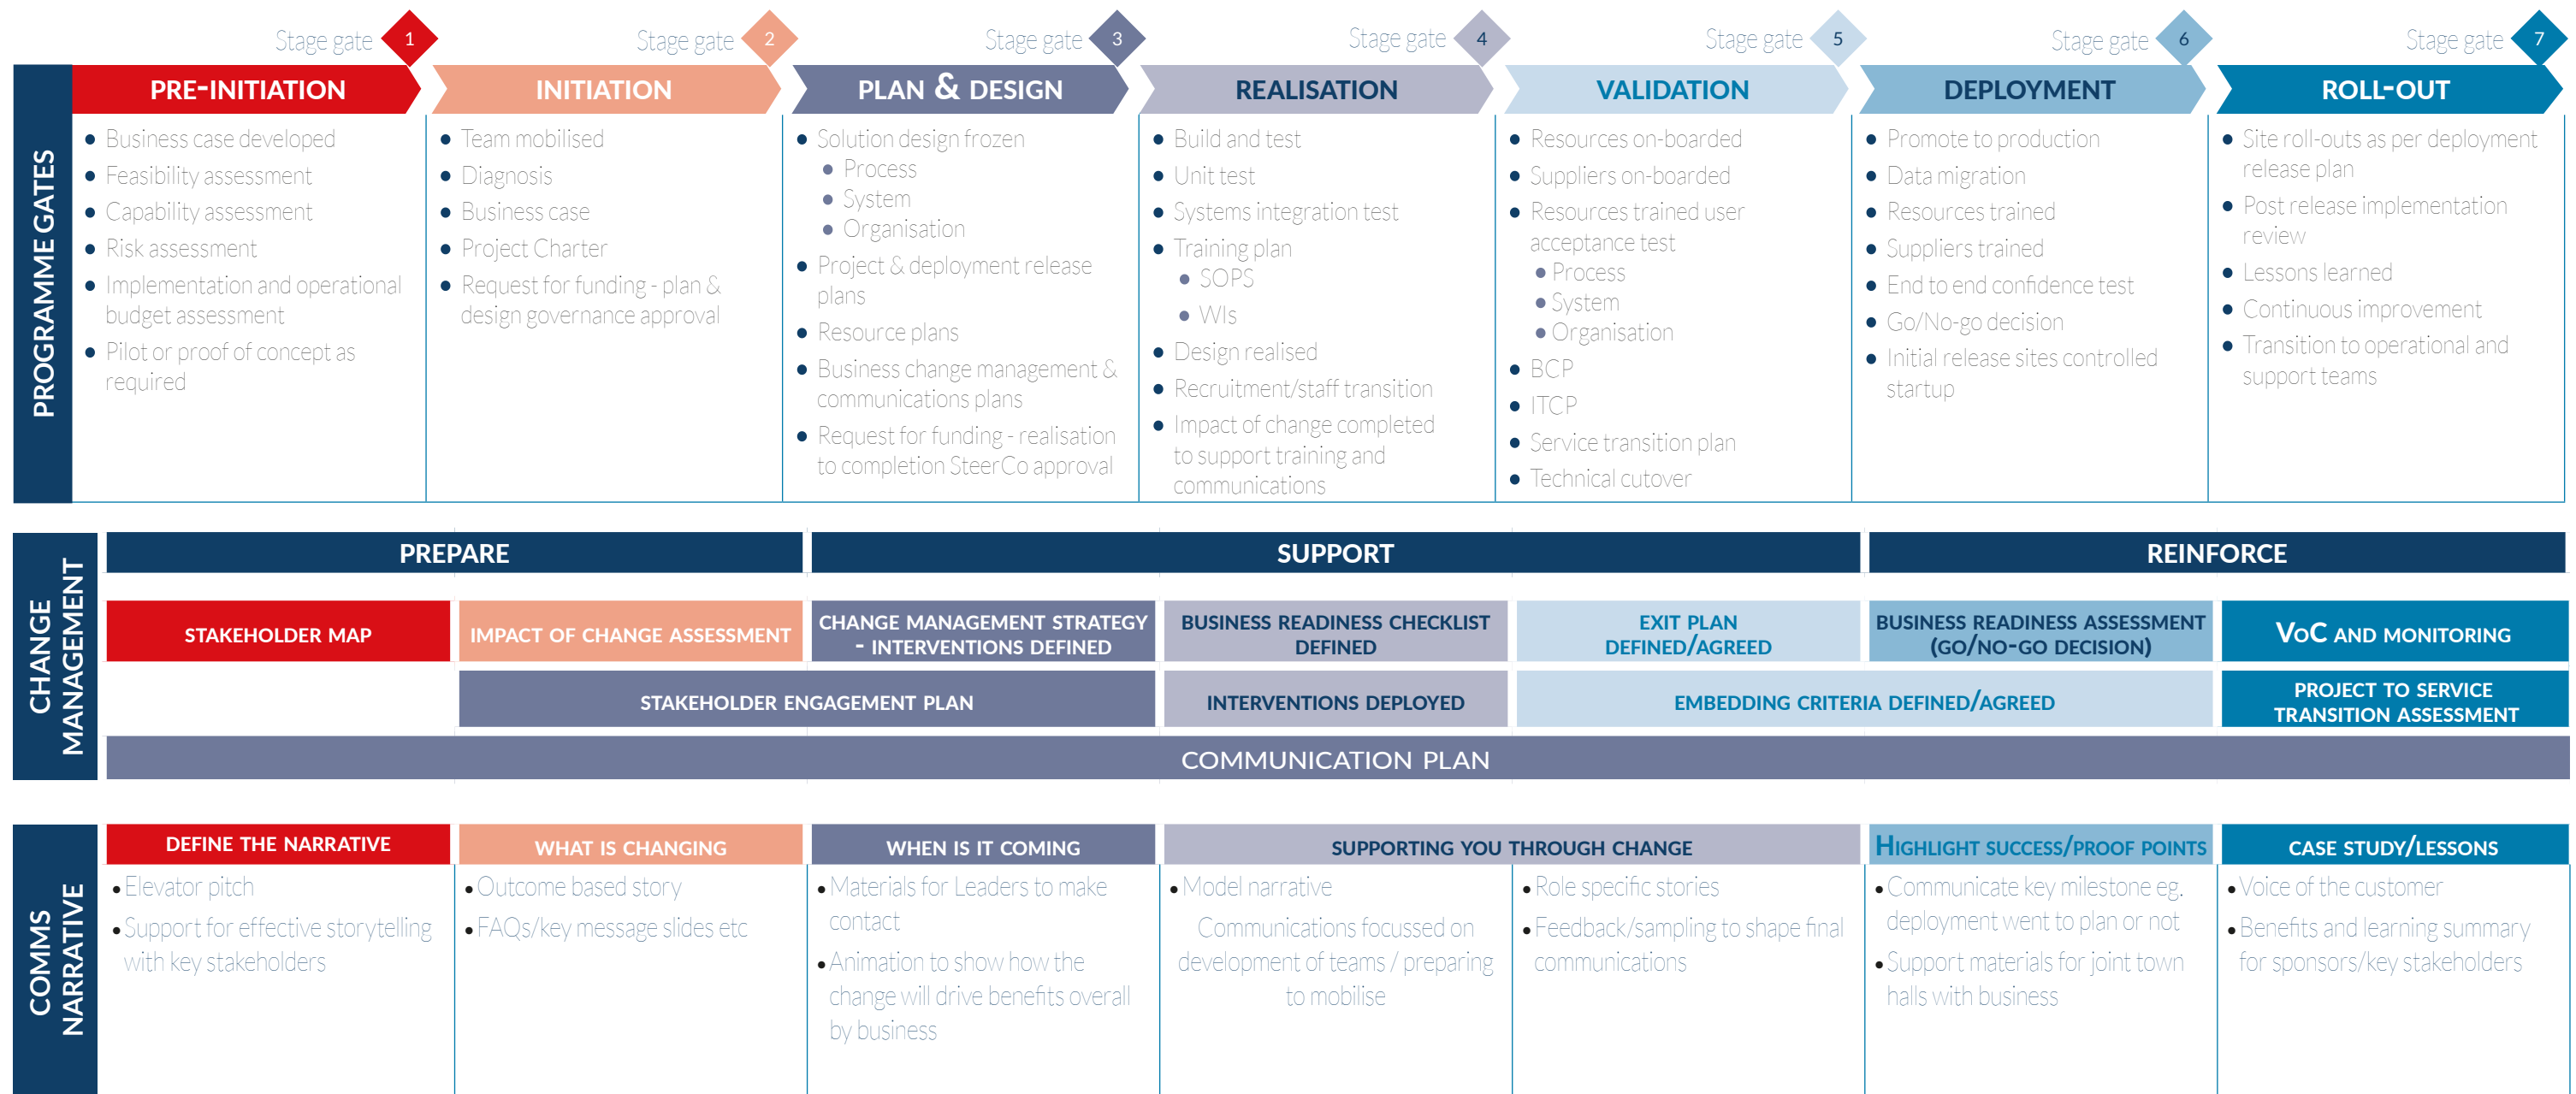 Stage gate 1
Stage gate 2
Stage gate 3
Stage gate 4
Stage gate 5
Stage gate 6
Stage gate 7
PROGRAMME GATES
PRE-INITIATION
Business case developed
Feasibility assessment
Capability assessment
Risk assessment
Implementation and operational
budget assessment
Pilot or proof of concept as
required
INITIATION
Team mobilised
Diagnosis
Business case
Project Charter
Request for funding - plan &
design governance approval
PLAN & DESIGN
Solution design frozen
Process
System
Organisation
Project & deployment release
plans
Resource plans
Business change management &
communications plans
Request for funding - realisation
to completion SteerCo approval
REALISATION
Build and test
Unit test
Systems integration test
Training plan
SOPS
WIs
Design realised
Recruitment/staff transition
Impact of change completed
to support training and
communications
VALIDATION
Resources on-boarded
Suppliers on-boarded
Resources trained user
acceptance test
Process
System
Organisation
BCP
ITCP
Service transition plan
Technical cutover
DEPLOYMENT
Promote to production
Data migration
Resources trained
Suppliers trained
End to end confidence test
Go/No-go decision
Initial release sites controlled
startup
ROLL-OUT
Site roll-outs as per deployment
release plan
Post release implementation
review
Lessons learned
Continuous improvement
Transition to operational and
support teams
CHANGE
MANAGEMENT
PREPARE
SUPPORT
REINFORCE
STAKEHOLDER MAP
IMPACT OF CHANGE ASSESSMENT
CHANGE MANAGEMENT STRATEGY
- INTERVENTIONS DEFINED
BUSINESS READINESS CHECKLIST
DEFINED
EXIT PLAN
DEFINED/AGREED
BUSINESS READINESS ASSESSMENT
(GO/NO-GO DECISION)
VOC AND MONITORING
STAKEHOLDER ENGAGEMENT PLAN
INTERVENTIONS DEPLOYED
EMBEDDING CRITERIA DEFINED/AGREED
PROJECT TO SERVICE
TRANSITION ASSESSMENT
COMMUNICATION PLAN
COMMS
NARRATIVE
DEFINE THE NARRATIVE
Elevator pitch
Support for effective storytelling
with key stakeholders
WHAT IS CHANGING
Outcome based story
FAQs/key message slides etc
WHEN IS IT COMING
Materials for Leaders to make
contact
Animation to show how the
change will drive benefits overall
by business
SUPPORTING YOU THROUGH CHANGE
Model narrative
Communications focussed on
development of teams / preparing
to mobilise
Role specific stories
Feedback/sampling to shape final
communications
HIGHLIGHT SUCCESS/PROOF POINTS
Communicate key milestone eg.
deployment went to plan or not
Support materials for joint town
halls with business
CASE STUDY/LESSONS
Voice of the customer
Benefits and learning summary
for sponsors/key stakeholders